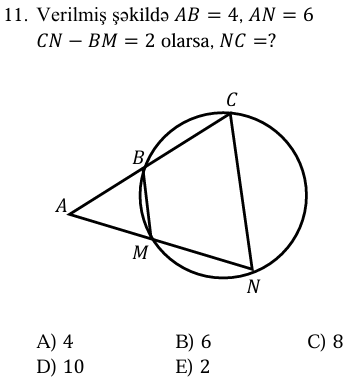 11. Verilmiş şəkildə AB = 4, AN = 6
CN − BM = 2 olarsa, NC =?
C
B
A
M
N
A) 4 B) 6 C) 8
D) 10 E) 2